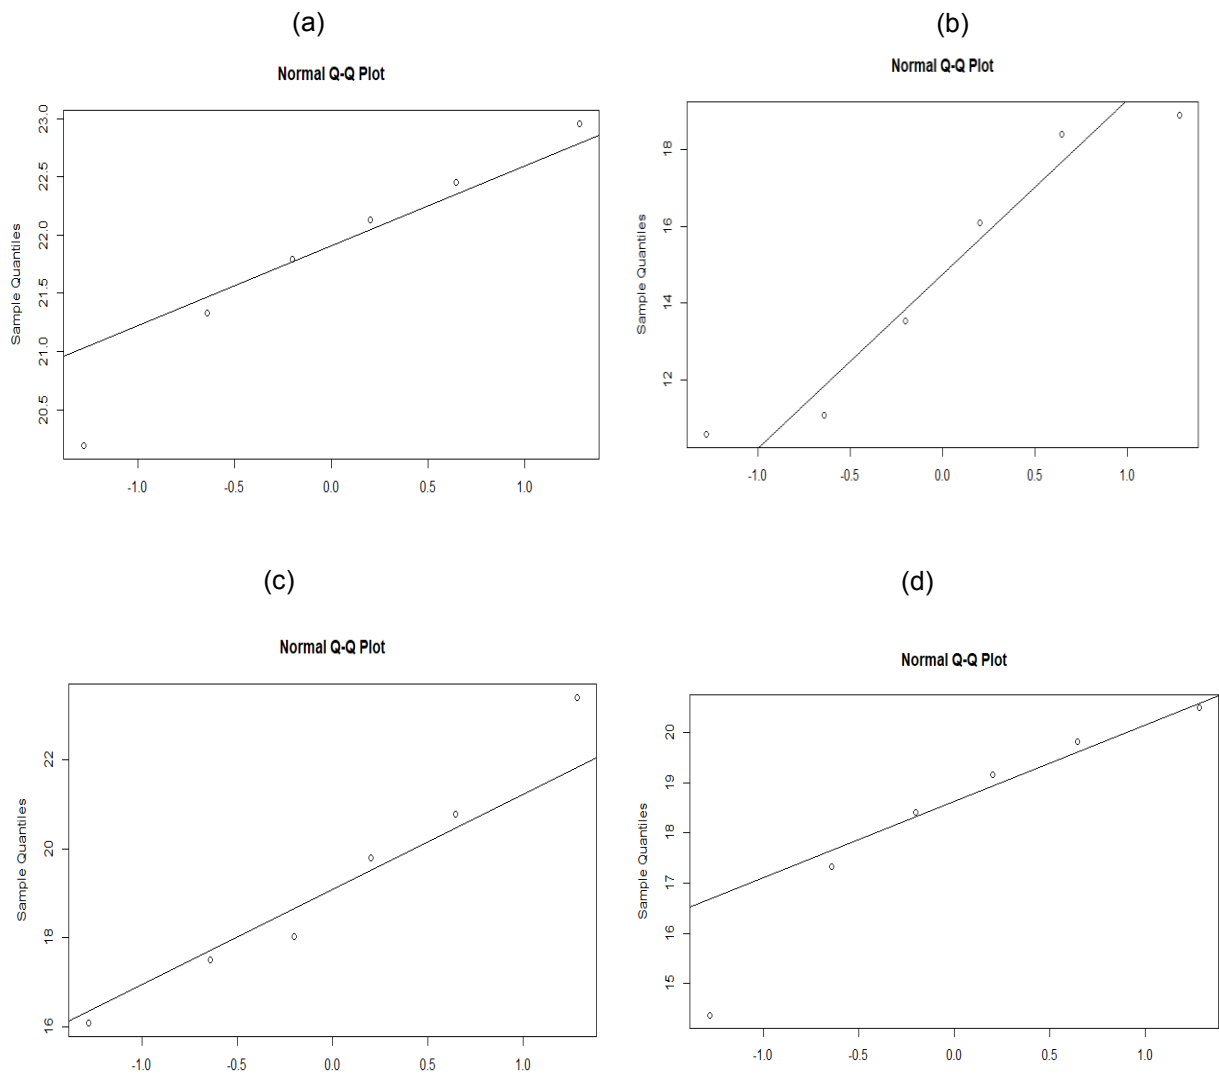 (a)
Normal Q-Q Plot
Sample Quantiles
23.0
22.5
22.0
21.5
21.0
20.5
-1.0 -0.5 0.0 0.5 1.0
(b)
Normal Q-Q Plot
Sample Quantiles
18
16
14
12
-1.0 -0.5 0.0 0.5 1.0
(c)
Normal Q-Q Plot
Sample Quantiles
22
20
18
16
-1.0 -0.5 0.0 0.5 1.0
(d)
Normal Q-Q Plot
Sample Quantiles
20
19
18
17
16
15
-1.0 -0.5 0.0 0.5 1.0